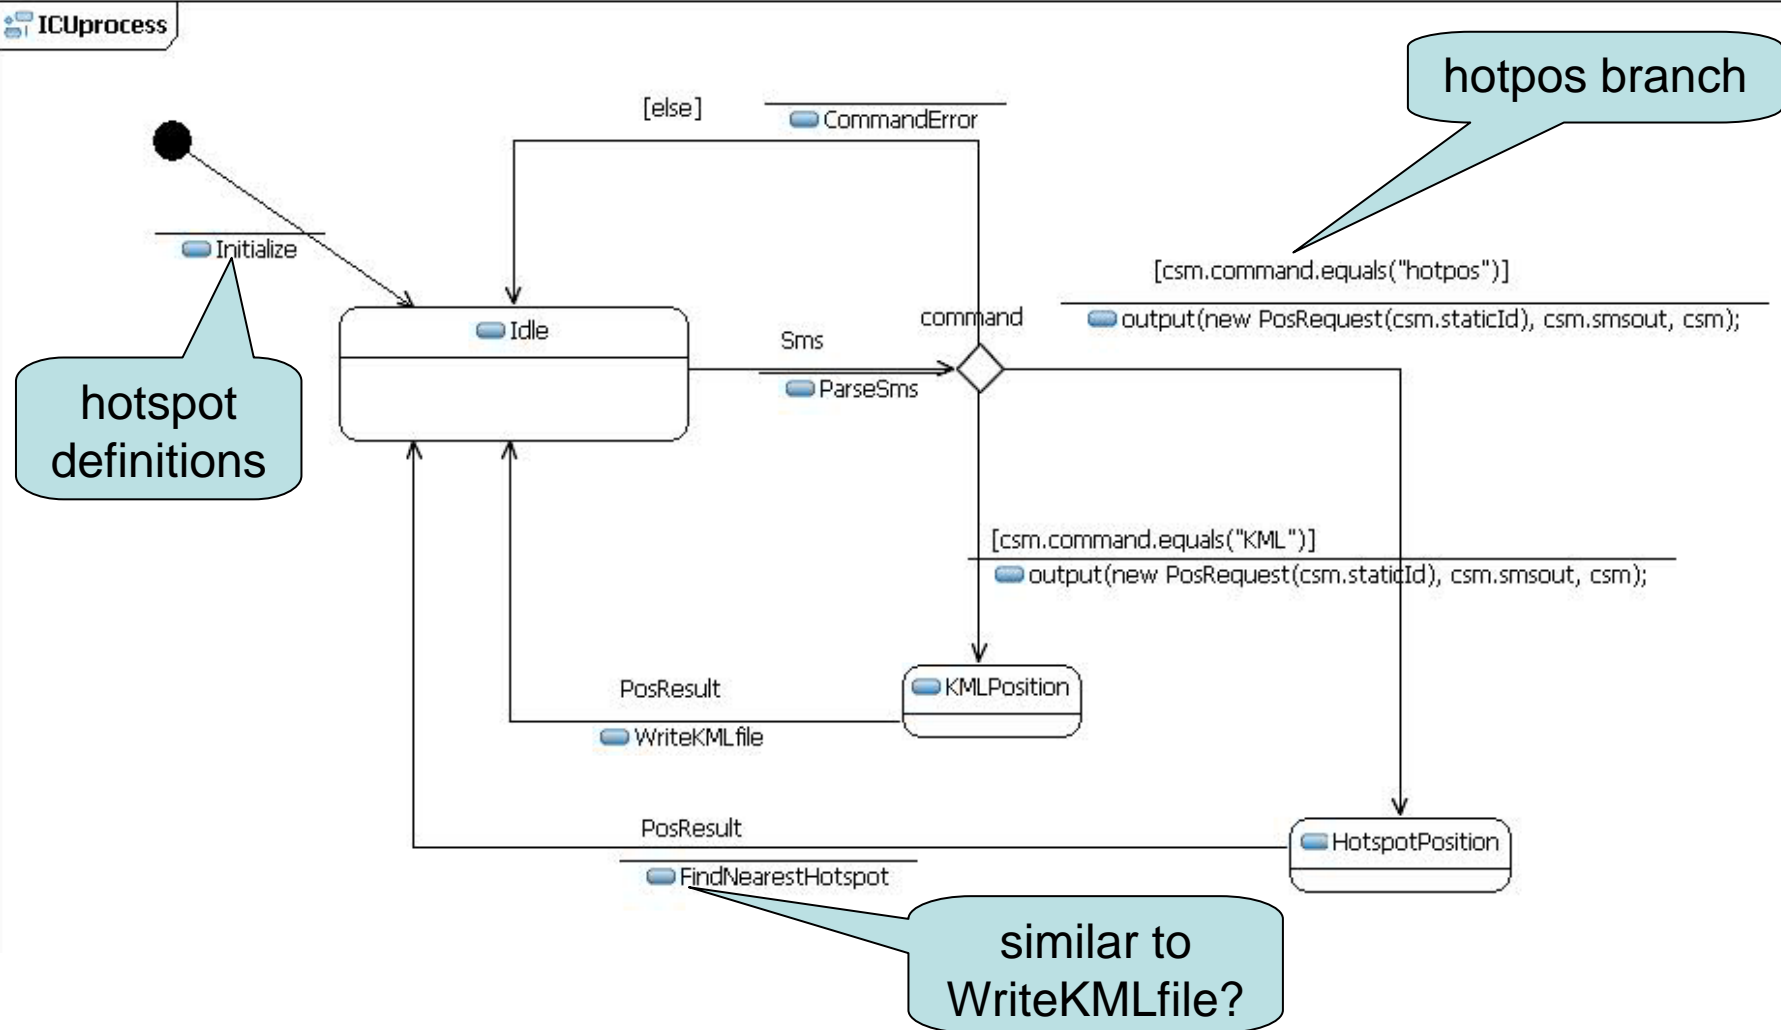 ICUprocess
hotpos branch
[else]
CommandError
Initialize
[csm.command.equals("hotpos")]
output(new PosRequest(csm.staticId), csm.smsout, csm);
command
Idle
Sms
ParseSms
hotspot
definitions
[csm.command.equals("KML")]
output(new PosRequest(csm.staticId), csm.smsout, csm);
PosResult
KMLPosition
WriteKMLfile
PosResult
HotspotPosition
FindNearestHotspot
similar to
WriteKMLfile?